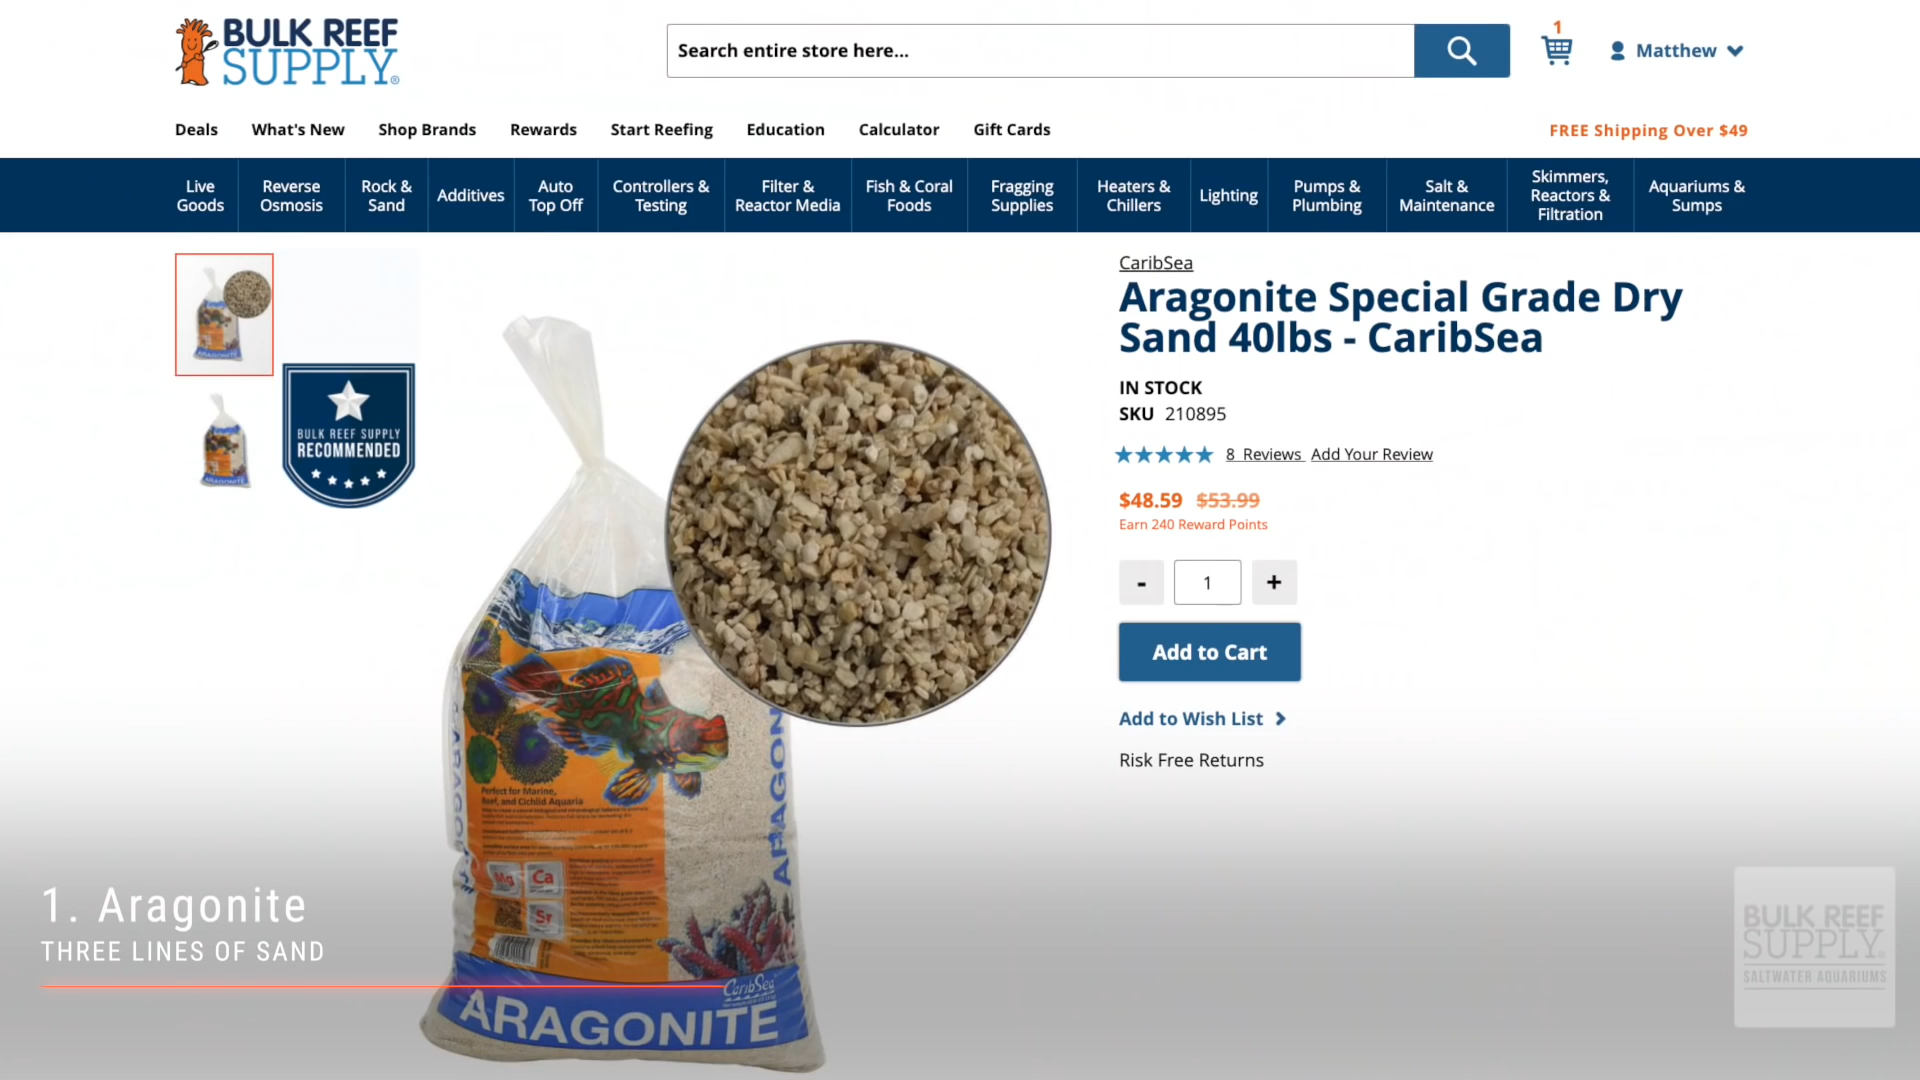 BULK REEF
SUPPLY®
Search entire store here...
1
Matthew
Deals
What's New
Shop Brands
Rewards
Start Reefing
Education
Calculator
Gift Cards
FREE Shipping Over $49
Live
Goods
Reverse
Osmosis
Rock &
Sand
Additives
Auto
Top Off
Controllers &
Testing
Filter &
Reactor Media
Fish & Coral
Foods
Fragging
Supplies
Heaters &
Chillers
Lighting
Pumps &
Plumbing
Salt &
Maintenance
Skimmers,
Reactors &
Filtration
Aquariums &
Sumps
ARAGONITE
BULK REEF SUPPLY
RECOMMENDED
ARAGONITE
Perfect for Marine,
Reef, and Cichlid Aquaria
Mg
Ca
Sr
ARAGON
CaribSea
ARAGONITE
CaribSea
Aragonite Special Grade Dry
Sand 40lbs - CaribSea
IN STOCK
SKU 210895
8 Reviews Add Your Review
$48.59 $53.99
Earn 240 Reward Points
- 1 +
Add to Cart
Add to Wish List
Risk Free Returns
1. Aragonite
THREE LINES OF SAND
BULK REEF
SUPPLY
SALTWATER AQUARIUMS